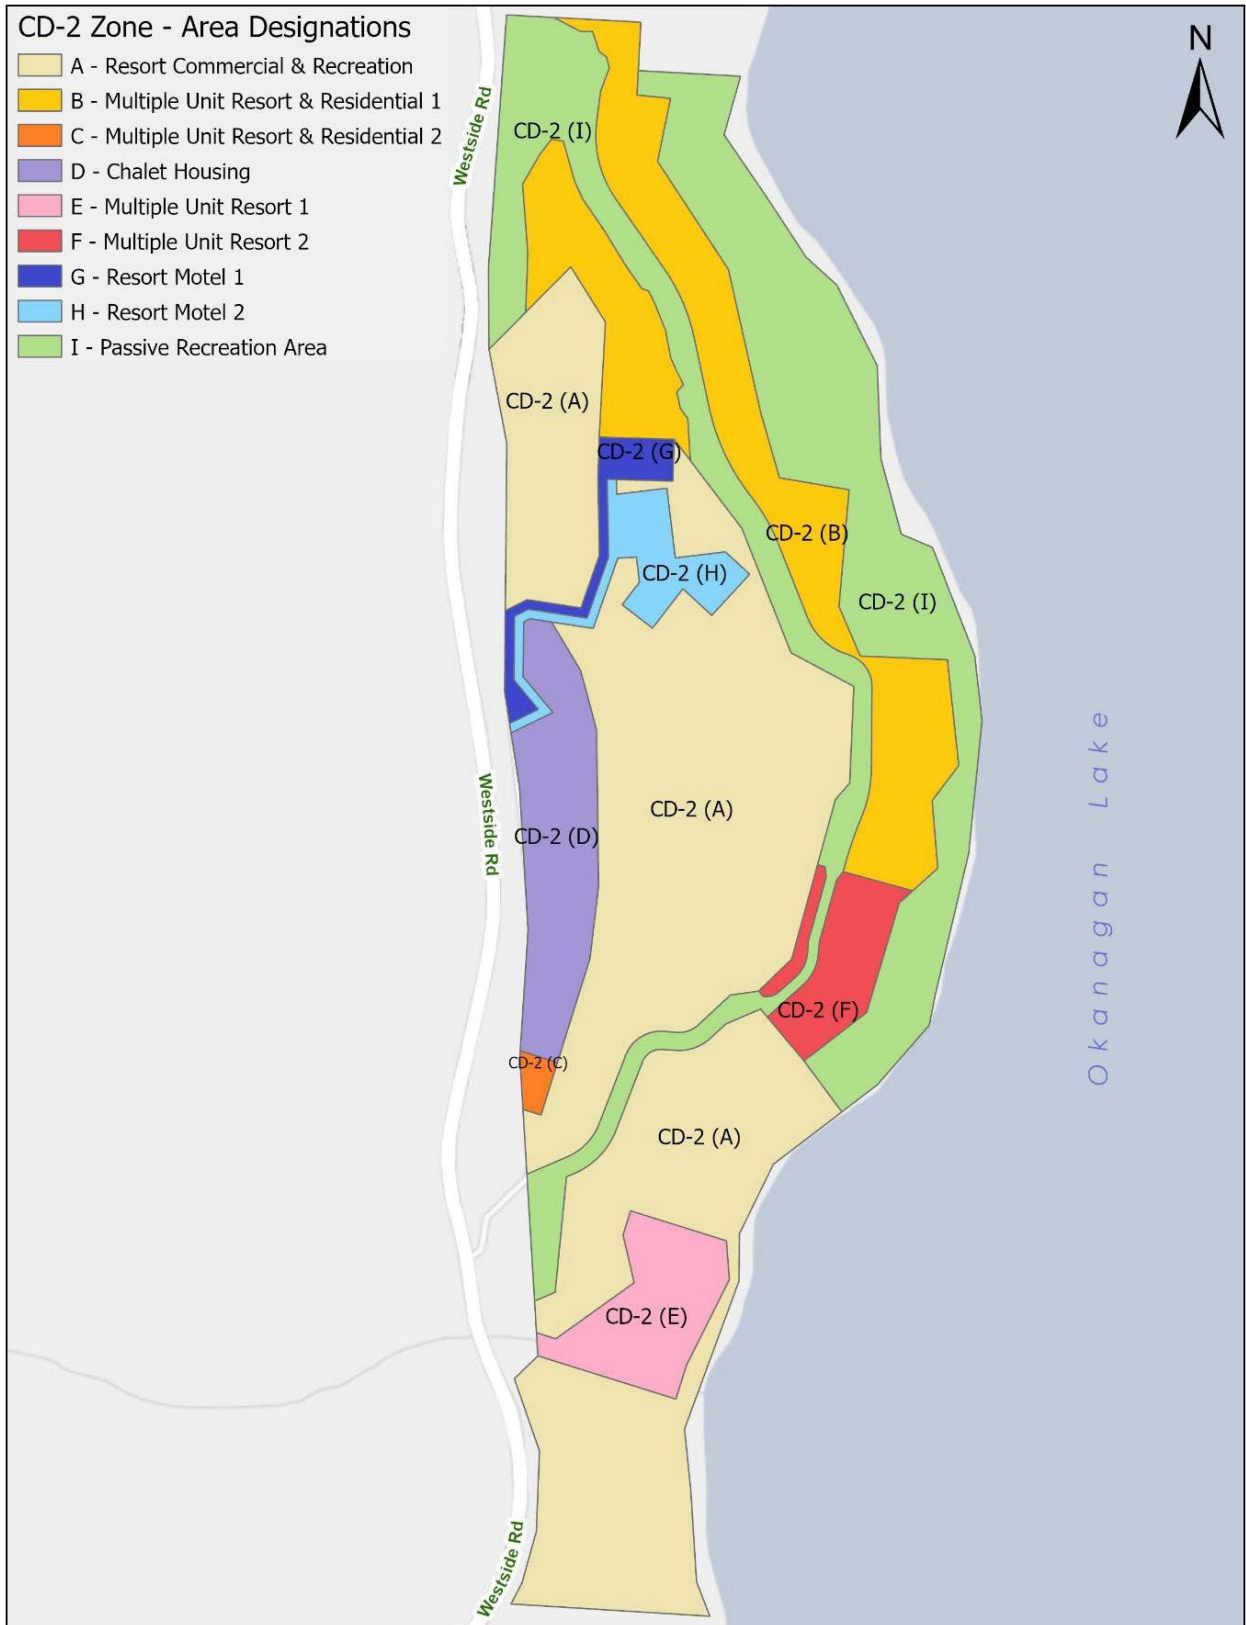 CD-2 Zone - Area Designations
A - Resort Commercial & Recreation
B - Multiple Unit Resort & Residential 1
C - Multiple Unit Resort & Residential 2
D - Chalet Housing
E - Multiple Unit Resort 1
F - Multiple Unit Resort 2
G - Resort Motel 1
H - Resort Motel 2
I - Passive Recreation Area
N
Westside Rd
CD-2 (I)
CD-2 (A)
CD-2 (G)
CD-2 (B)
CD-2 (H)
CD-2 (I)
Westside Rd
CD-2 (A)
CD-2 (D)
Okanagan Lake
CD-2 (F)
CD-2 (C)
CD-2 (A)
CD-2 (E)
Westside Rd